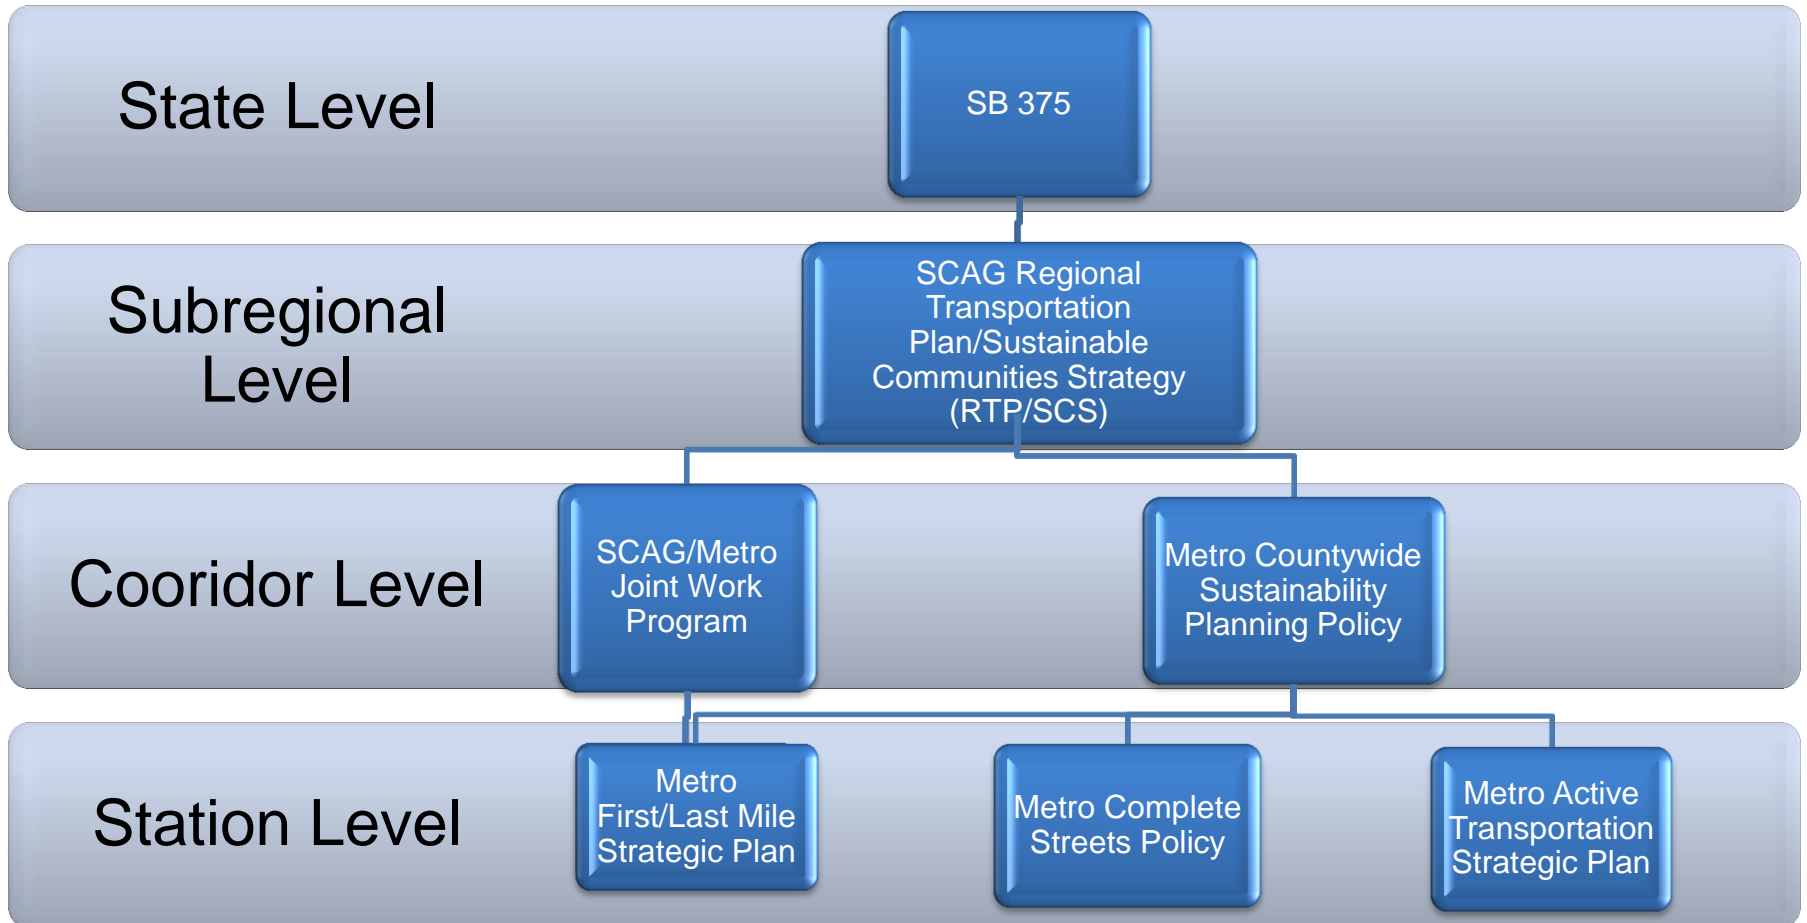 State Level
SB 375
Subregional
Level
SCAG Regional
Transportation
Plan/Sustainable
Communities Strategy
(RTP/SCS)
Cooridor Level
SCAG/Metro
Joint Work
Program
Metro Countywide
Sustainability
Planning Policy
Station Level
Metro
First/Last Mile
Strategic Plan
Metro Complete
Streets Policy
Metro Active
Transportation
Strategic Plan